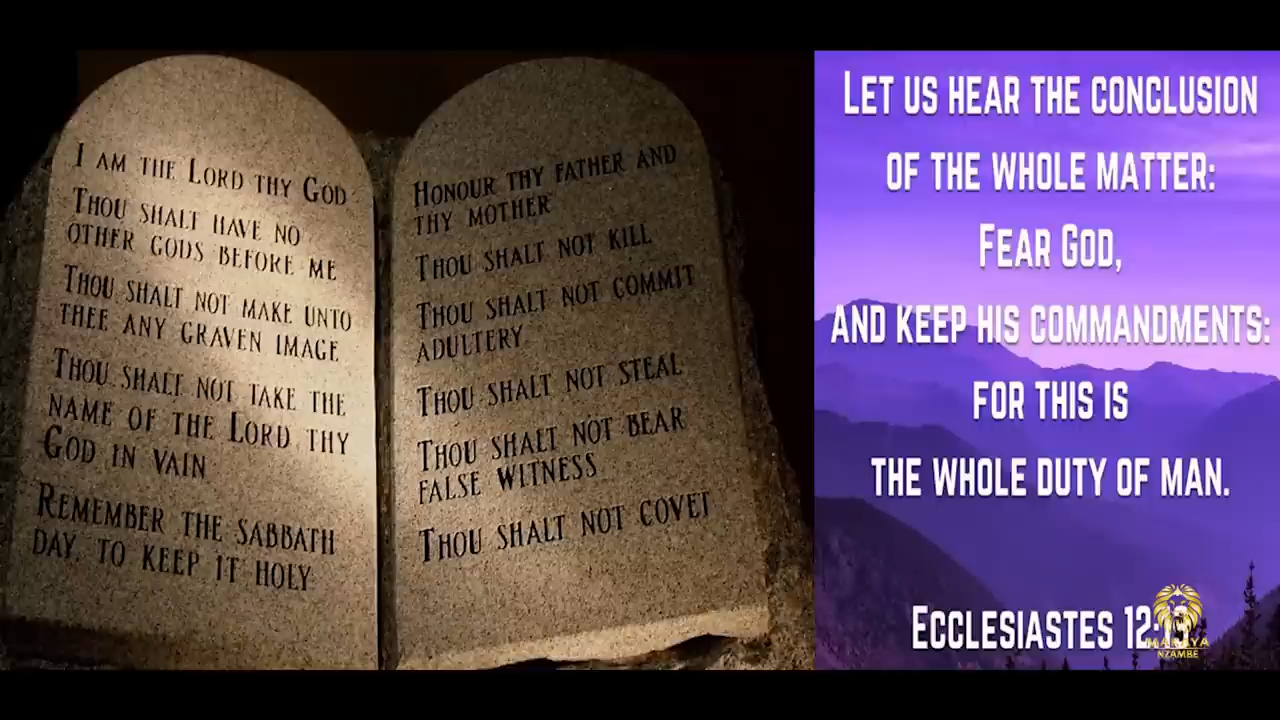 I AM THE LORD THY GOD
THOU SHALT HAVE NO
OTHER GODS BEFORE ME
THOU SHALT NOT MAKE UNTO
THEE ANY GRAVEN IMAGE
THOU SHALT NOT TAKE THE
NAME OF THE LORD THY
GOD IN VAIN
REMEMBER THE SABBATH
DAY, TO KEEP IT HOLY
HONOUR THY FATHER AND
THY MOTHER
THOU SHALT NOT KILL
THOU SHALT NOT COMMIT
ADULTERY
THOU SHALT NOT STEAL
THOU SHALT NOT BEAR
FALSE WITNESS
THOU SHALT NOT COVET
LET US HEAR THE CONCLUSION
OF THE WHOLE MATTER:
FEAR GOD,
AND KEEP HIS COMMANDMENTS:
FOR THIS IS
THE WHOLE DUTY OF MAN.
ECCLESIASTES
NZAMBE